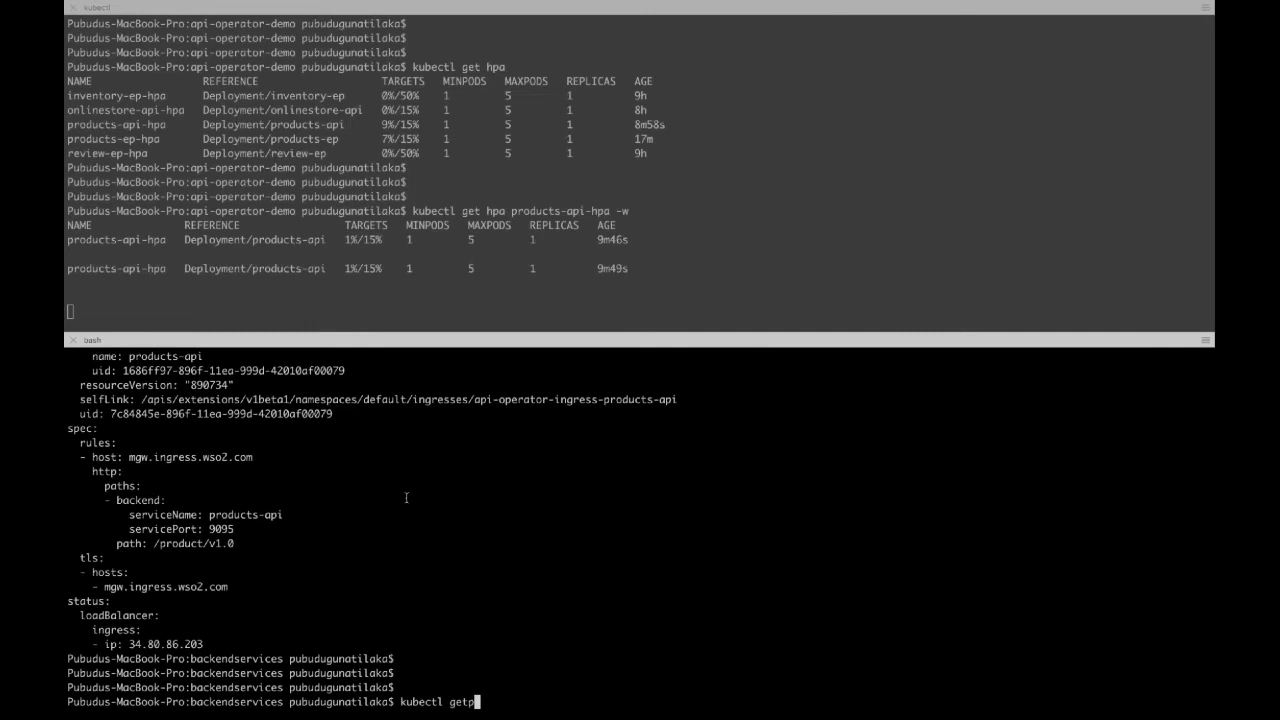 kubectl
Pubudus-MacBook-Pro:api-operator-demo pubudugunatilaka$
Pubudus-MacBook-Pro:api-operator-demo pubudugunatilaka$
Pubudus-MacBook-Pro:api-operator-demo pubudugunatilaka$
Pubudus-MacBook-Pro:api-operator-demo pubudugunatilaka$ kubectl get hpa
NAME REFERENCE TARGETS MINPODS MAXPODS REPLICAS AGE
inventory-ep-hpa Deployment/inventory-ep 0%/50% 1 5 1 9h
onlinestore-api-hpa Deployment/onlinestore-api 0%/50% 1 5 1 8h
products-api-hpa Deployment/products-api 9%/15% 1 5 1 8m58s
products-ep-hpa Deployment/products-ep 7%/15% 1 5 1 17m
review-ep-hpa Deployment/review-ep 0%/50% 1 5 1 9h
Pubudus-MacBook-Pro:api-operator-demo pubudugunatilaka$
Pubudus-MacBook-Pro:api-operator-demo pubudugunatilaka$
Pubudus-MacBook-Pro:api-operator-demo pubudugunatilaka$
Pubudus-MacBook-Pro:api-operator-demo pubudugunatilaka$ kubectl get hpa products-api-hpa -w
NAME REFERENCE TARGETS MINPODS MAXPODS REPLICAS AGE
products-api-hpa Deployment/products-api 1%/15% 1 5 1 9m46s
products-api-hpa Deployment/products-api 1%/15% 1 5 1 9m49s
bash
name: products-api
uid: 1686ff97-896f-11ea-999d-42010af00079
resourceVersion: "890734"
selfLink: /apis/extensions/v1beta1/namespaces/default/ingresses/api-operator-ingress-products-api
uid: 7c84845e-896f-11ea-999d-42010af00079
spec:
rules:
- host: mgw.ingress.wso2.com
http:
paths:
- backend:
serviceName: products-api
servicePort: 9095
path: /product/v1.0
tls:
- hosts:
- mgw.ingress.wso2.com
status:
loadBalancer:
ingress:
- ip: 34.80.86.203
Pubudus-MacBook-Pro:backendservices pubudugunatilaka$
Pubudus-MacBook-Pro:backendservices pubudugunatilaka$
Pubudus-MacBook-Pro:backendservices pubudugunatilaka$
Pubudus-MacBook-Pro:backendservices pubudugunatilaka$ kubectl getp